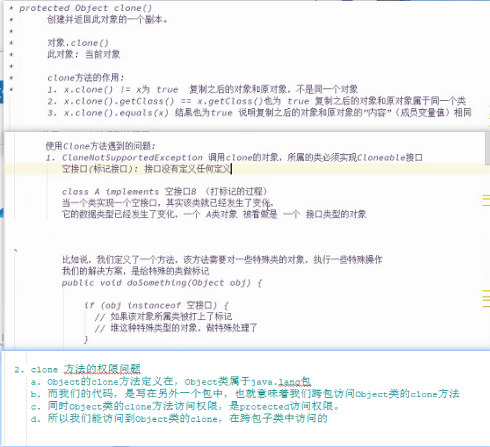 * protected Object clone()
* 创建并返回此对象的一个副本。
*
* 对象.clone()
* 此对象: 当前对象
*
* clone方法的作用:
* 1. x.clone() != x为 true 复制之后的对象和原对象，不是同一个对象
* 2. x.clone().getClass() == x.getClass()也为 true 复制之后的对象和原对象属于同一个类
* 3. x.clone().equals(x) 结果也为true 说明复制之后的对象和原对象的“内容”（成员变量值）相同
使用Clone方法遇到的问题:
1. CloneNotSupportedException 调用clone的对象，所属的类必须实现Cloneable接口
空接口(标记接口): 接口没有定义任何定义
class A implements 空接口B （打标记的过程）
当一个类实现一个空接口，其实该类就已经发生了变化，
它的数据类型已经发生了变化，一个 A类对象 被看做是 一个 接口类型的对象
、
比如说，我们定义了一个方法，该方法需要对一些特殊类的对象，执行一些特殊操作
我们的解决方案，是给特殊的类做标记
public void doSomething(Object obj) {
if (obj instanceof 空接口) {
// 如果该对象所属类被打上了标记
// 堆这种特殊类型的对象，做特殊处理了
}
2. clone 方法的权限问题
a. Object的clone方法定义在，Object类属于java.lang包
b. 而我们的代码，是写在另外一个包中，也就意味着我们跨包访问Object类的clone方法
c. 同时Object类的clone方法访问权限，是protected访问权限。
d. 所以我们能访问到Object类的clone，在跨包子类中访问的